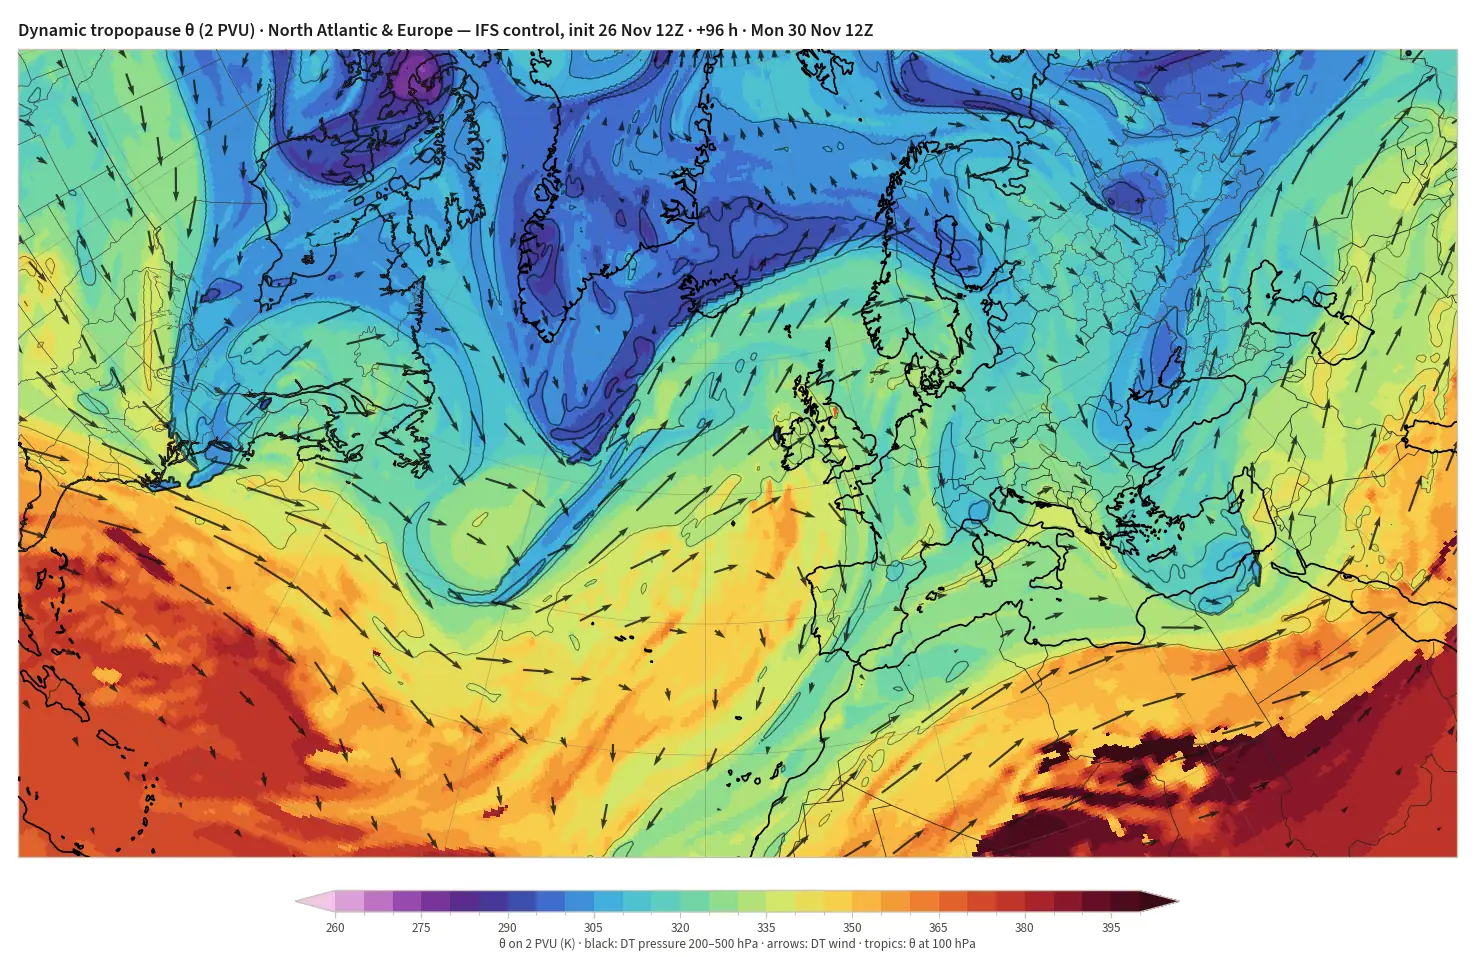 Dynamic tropopause θ (2 PVU) · North Atlantic & Europe — IFS control, init 26 Nov 12Z · +96 h · Mon 30 Nov 12Z
260 275 290 305 320 335 350 365 380 395
θ on 2 PVU (K) · black: DT pressure 200–500 hPa · arrows: DT wind · tropics: θ at 100 hPa